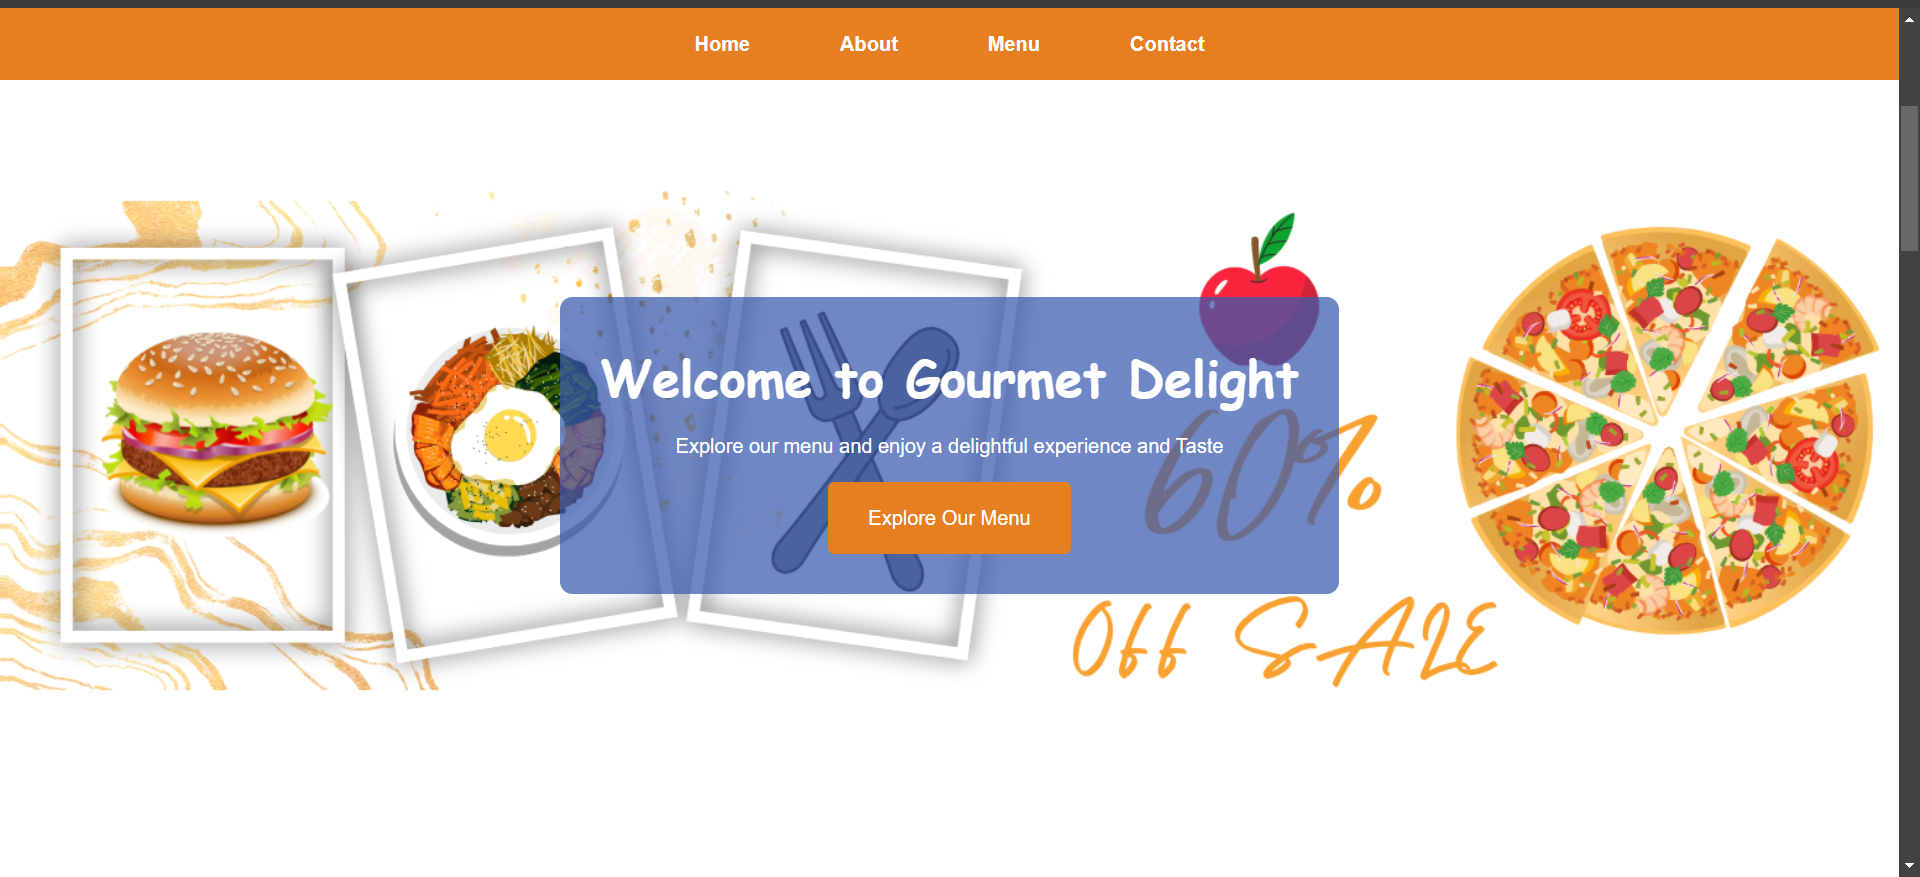 Home About Menu Contact
Welcome to Gourmet Delight
Explore our menu and enjoy a delightful experience and Taste
60%
Explore Our Menu
Off SALE